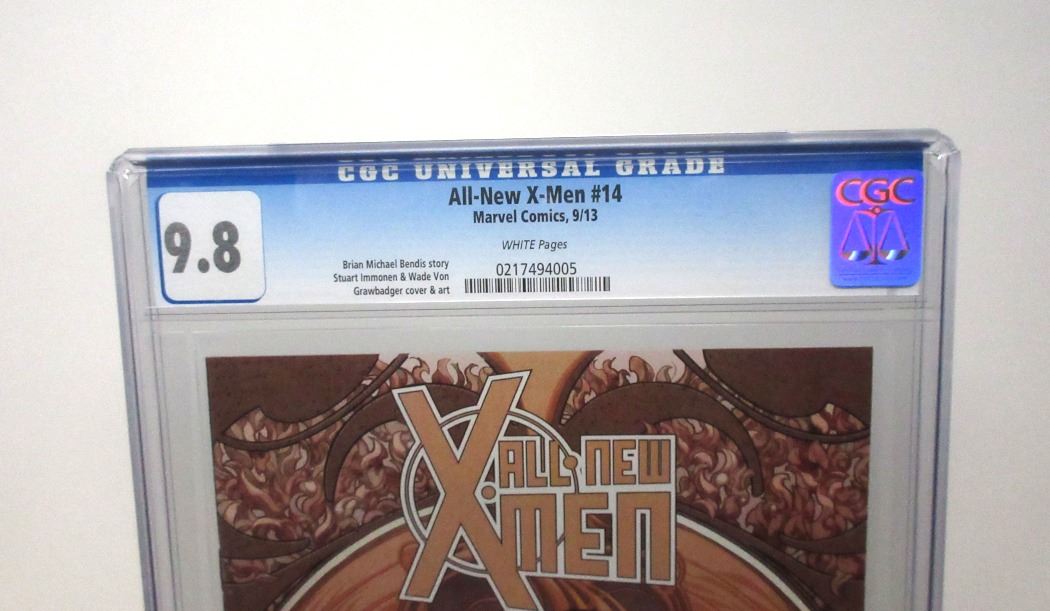 CGC UNIVERSAL GRADE
All-New X-Men #14
Marvel Comics, 9/13
WHITE Pages
9.8
Brian Michael Bendis story
Stuart Immonen & Wade Von
Grawbadger cover & art
0217494005
CGC
ALL-NEW
X-MEN